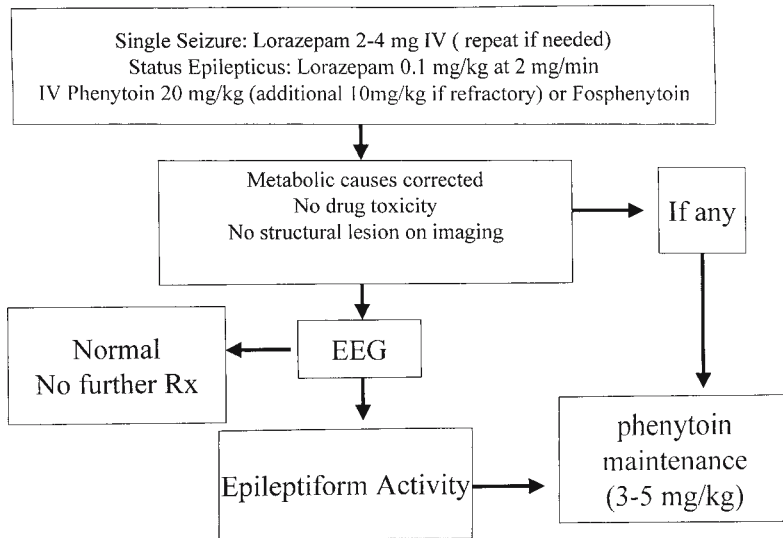 Single Seizure: Lorazepam 2-4 mg IV ( repeat if needed)
Status Epilepticus: Lorazepam 0.1 mg/kg at 2 mg/min
IV Phenytoin 20 mg/kg (additional 10mg/kg if refractory) or Fosphenytoin
Metabolic causes corrected
No drug toxicity
No structural lesion on imaging
If any
Normal
No further Rx
EEG
Epileptiform Activity
phenytoin
maintenance
(3-5 mg/kg)